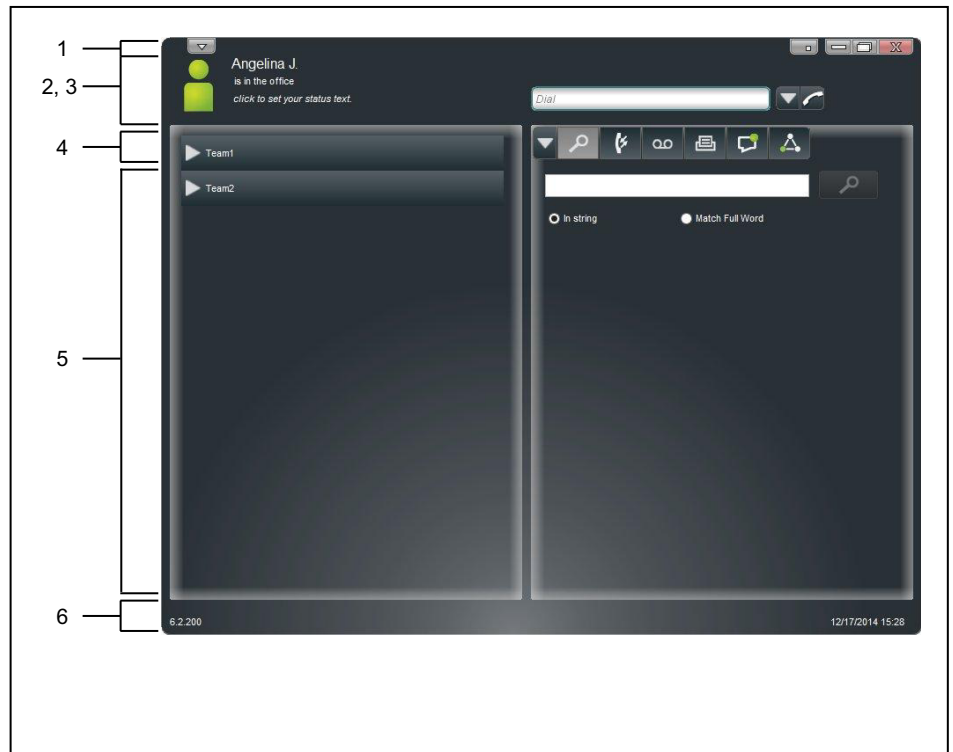 1
2, 3
Angelina J.
is in the office
click to set your status text.
Dial
4
Team1
Team2
In string
Match Full Word
5
6
6.2.200
12/17/2014 15:28